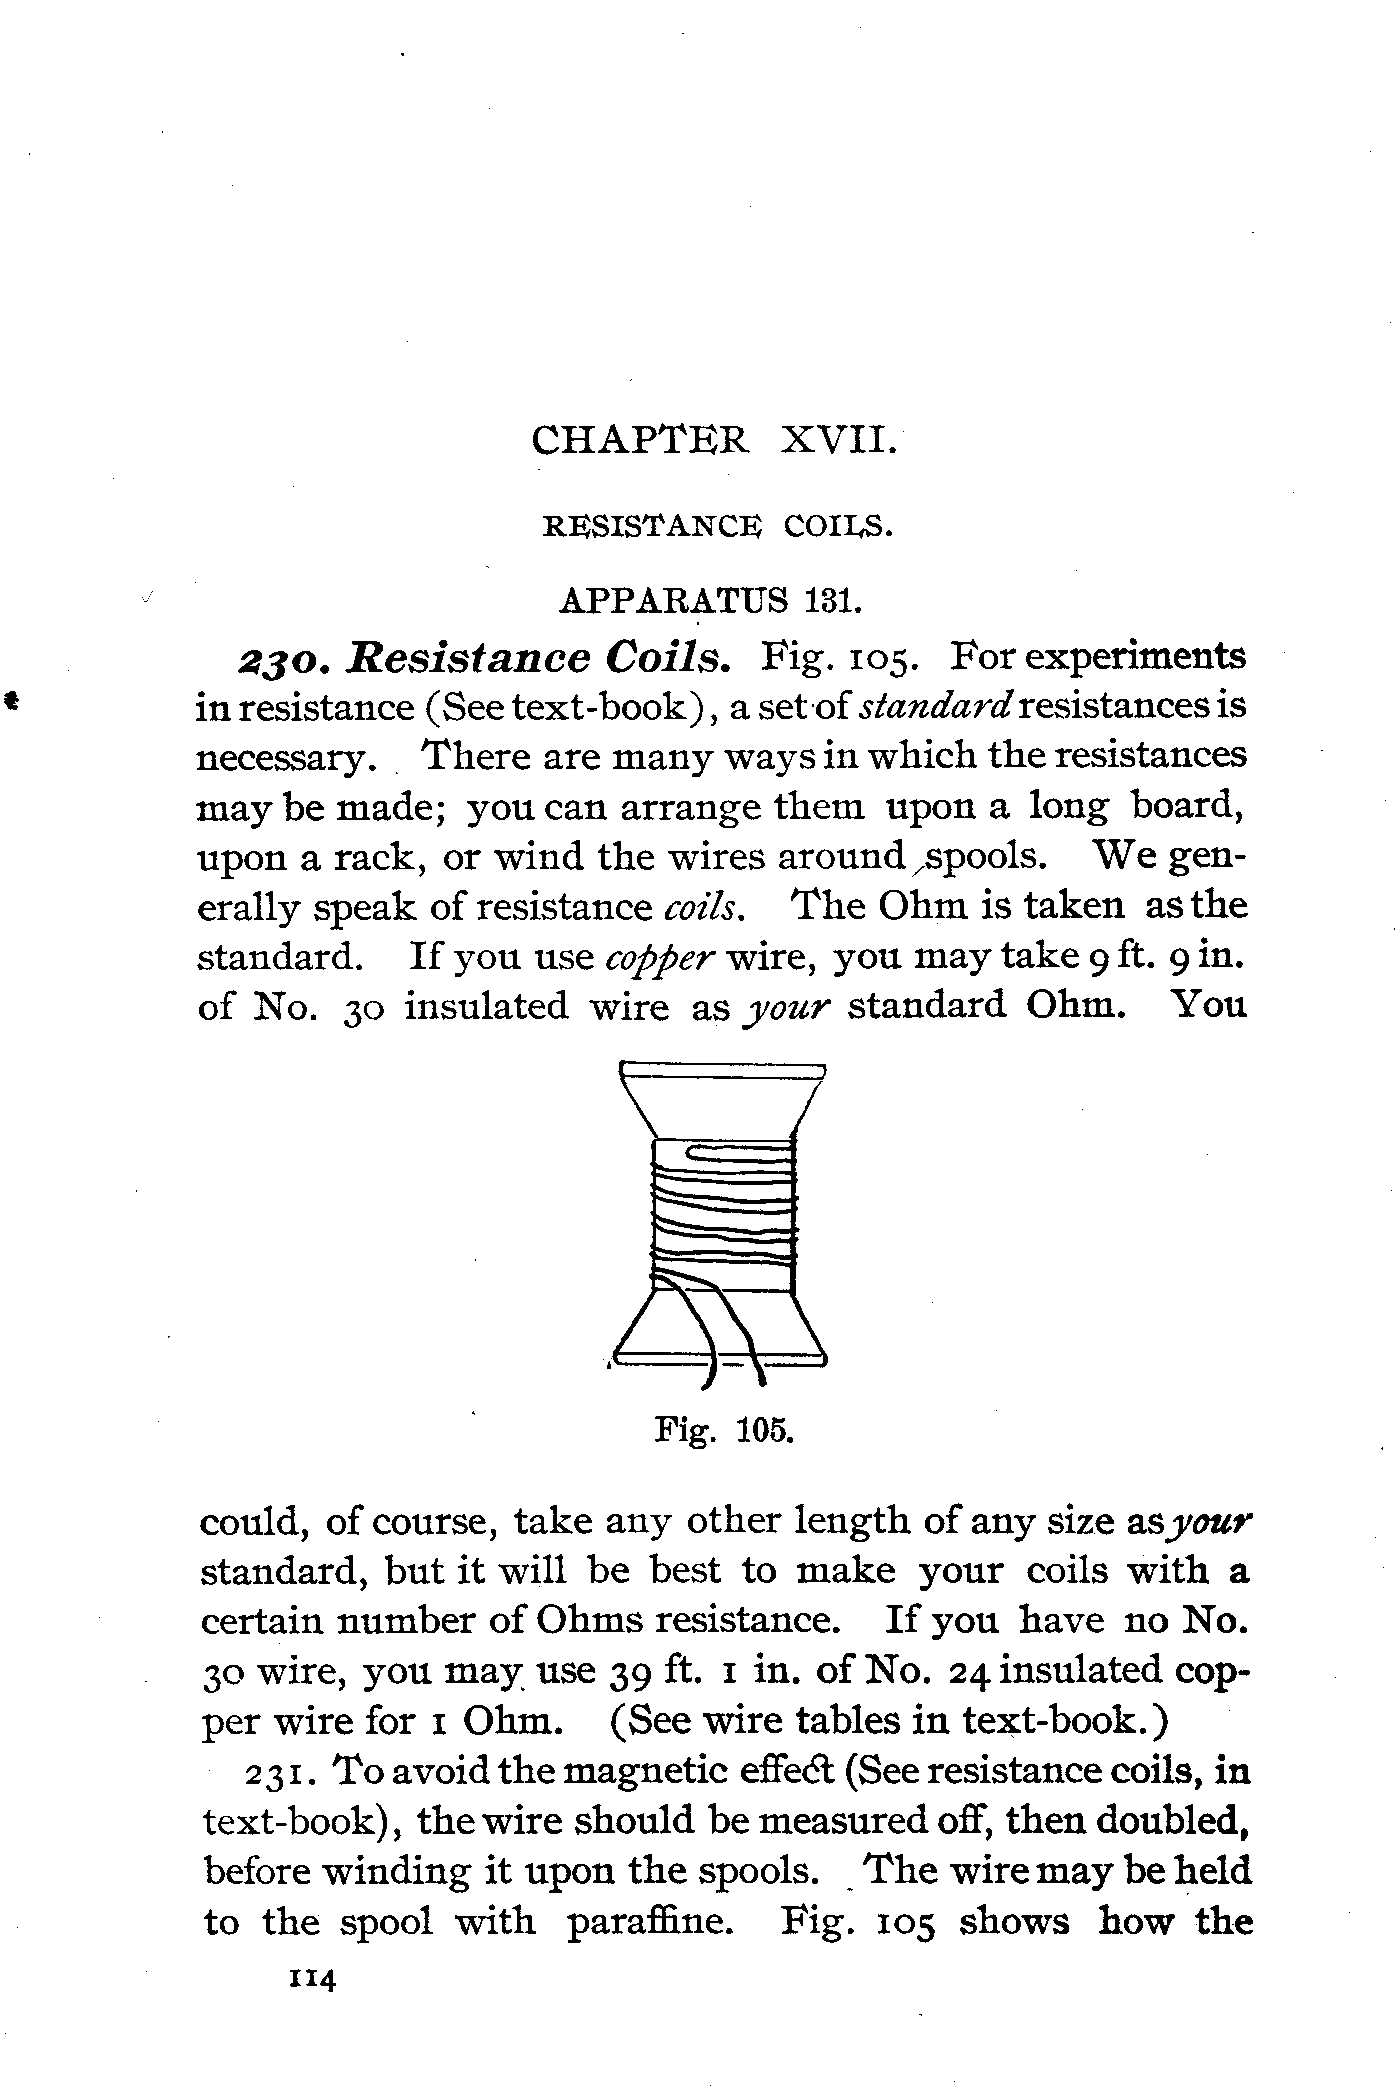 CHAPTER XVII.
RESISTANCE COILS.
APPARATUS 131.
230. Resistance Coils. Fig. 105. For experiments
in resistance (See text-book), a set of standard resistances is
necessary. There are many ways in which the resistances
may be made; you can arrange them upon a long board,
upon a rack, or wind the wires around spools. We gen-
erally speak of resistance coils. The Ohm is taken as the
standard. If you use copper wire, you may take 9 ft. 9 in.
of No. 30 insulated wire as your standard Ohm. You
Fig. 105.
could, of course, take any other length of any size as your
standard, but it will be best to make your coils with a
certain number of Ohms resistance. If you have no No.
30 wire, you may use 39 ft. 1 in. of No. 24 insulated cop-
per wire for 1 Ohm. (See wire tables in text-book.)
231. To avoid the magnetic effect (See resistance coils, in
text-book), the wire should be measured off, then doubled,
before winding it upon the spools. The wire may be held
to the spool with paraffine. Fig. 105 shows how the
114